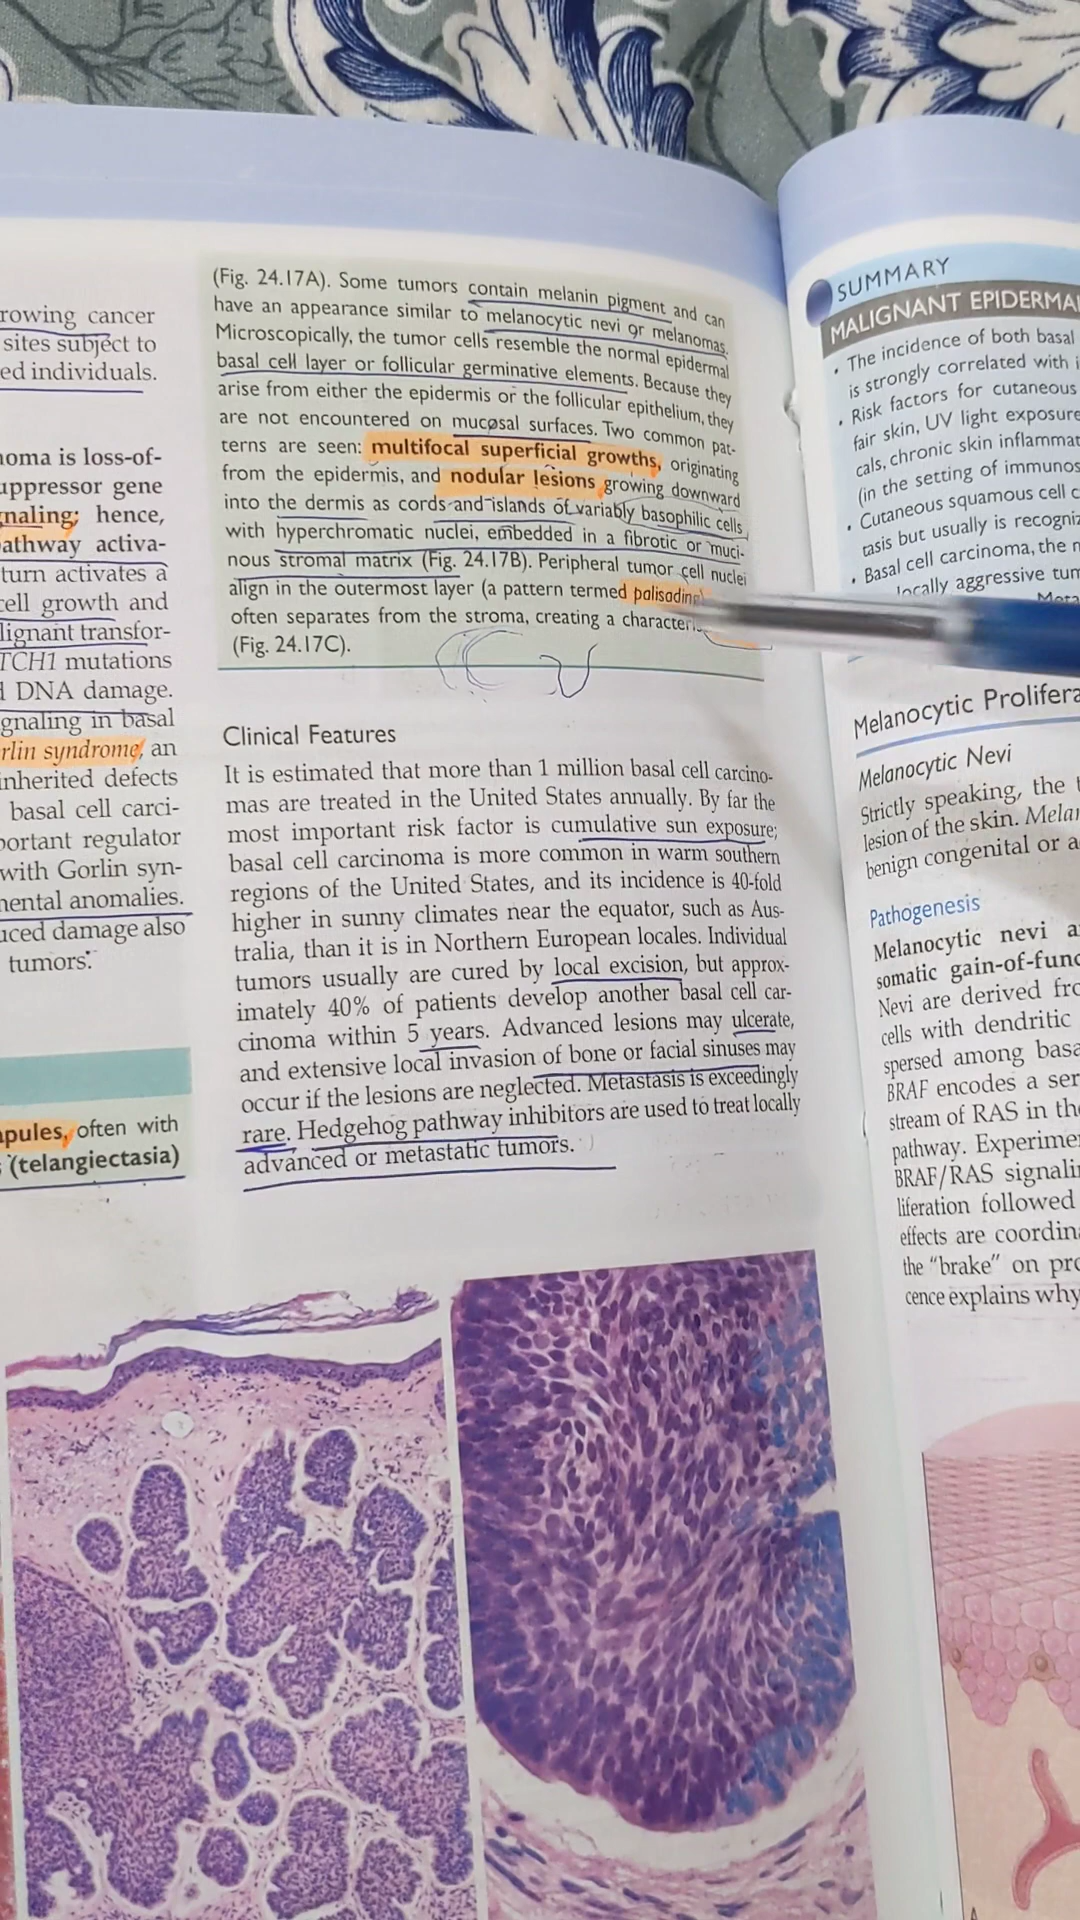 rowing cancer
sites subject to
ed individuals.
noma is loss-of-
uppressor gene
naling; hence,
athway activa-
turn activates a
cell growth and
lignant transfor-
TCH1 mutations
d DNA damage.
gnaling in basal
rlin syndrome, an
inherited defects
basal cell carci-
portant regulator
with Gorlin syn-
mental anomalies.
uced damage also
tumors.
apules, often with
s (telangiectasia)
(Fig. 24.17A). Some tumors contain melanin pigment and can
have an appearance similar to melanocytic nevi or melanomas.
Microscopically, the tumor cells resemble the normal epidermal
basal cell layer or follicular germinative elements. Because they
arise from either the epidermis or the follicular epithelium, they
are not encountered on mucosal surfaces. Two common pat-
terns are seen: multifocal superficial growths, originating
from the epidermis, and nodular lesions growing downward
into the dermis as cords and islands of variably basophilic cells
with hyperchromatic nuclei, embedded in a fibrotic or muci-
nous stromal matrix (Fig. 24.17B). Peripheral tumor cell nuclei
align in the outermost layer (a pattern termed palisading)
often separates from the stroma, creating a characteri
(Fig. 24.17C).
Clinical Features
It is estimated that more than 1 million basal cell carcino-
mas are treated in the United States annually. By far the
most important risk factor is cumulative sun exposure;
basal cell carcinoma is more common in warm southern
regions of the United States, and its incidence is 40-fold
higher in sunny climates near the equator, such as Aus-
tralia, than it is in Northern European locales. Individual
tumors usually are cured by local excision, but approx-
imately 40% of patients develop another basal cell car-
cinoma within 5 years. Advanced lesions may ulcerate,
and extensive local invasion of bone or facial sinuses may
occur if the lesions are neglected. Metastasis is exceedingly
rare. Hedgehog pathway inhibitors are used to treat locally
advanced or metastatic tumors.
SUMMARY
MALIGNANT EPIDERMA
• The incidence of both basal
is strongly correlated with i
• Risk factors for cutaneous
fair skin, UV light exposure
cals, chronic skin inflammat
(in the setting of immunos
• Cutaneous squamous cell c
tasis but usually is recogniz
• Basal cell carcinoma, the m
locally aggressive tum
Meta
Melanocytic Prolifera
Melanocytic Nevi
Strictly speaking, the t
lesion of the skin. Melan
benign congenital or a
Pathogenesis
Melanocytic nevi a
somatic gain-of-func
Nevi are derived fro
cells with dendritic
spersed among basa
BRAF encodes a ser
stream of RAS in the
pathway. Experimen
BRAF/RAS signalin
liferation followed
effects are coordina
the "brake" on pro
cence explains why
A